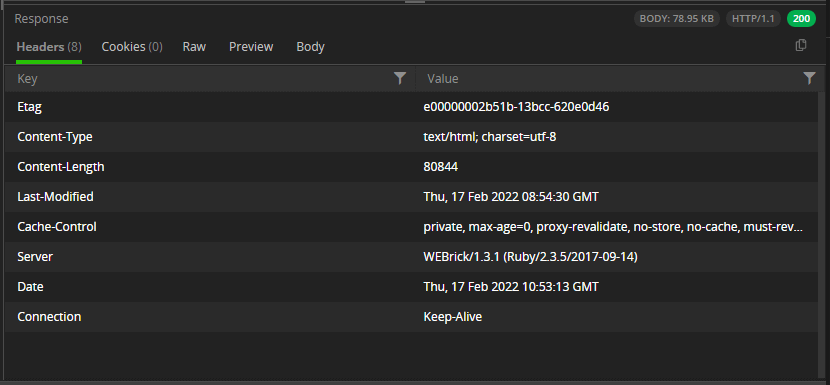 Response BODY: 78.95 KB HTTP/1.1 200
Headers (8) Cookies (0) Raw Preview Body
Key Value
Etag e00000002b51b-13bcc-620e0d46
Content-Type text/html; charset=utf-8
Content-Length 80844
Last-Modified Thu, 17 Feb 2022 08:54:30 GMT
Cache-Control private, max-age=0, proxy-revalidate, no-store, no-cache, must-rev...
Server WEBrick/1.3.1 (Ruby/2.3.5/2017-09-14)
Date Thu, 17 Feb 2022 10:53:13 GMT
Connection Keep-Alive